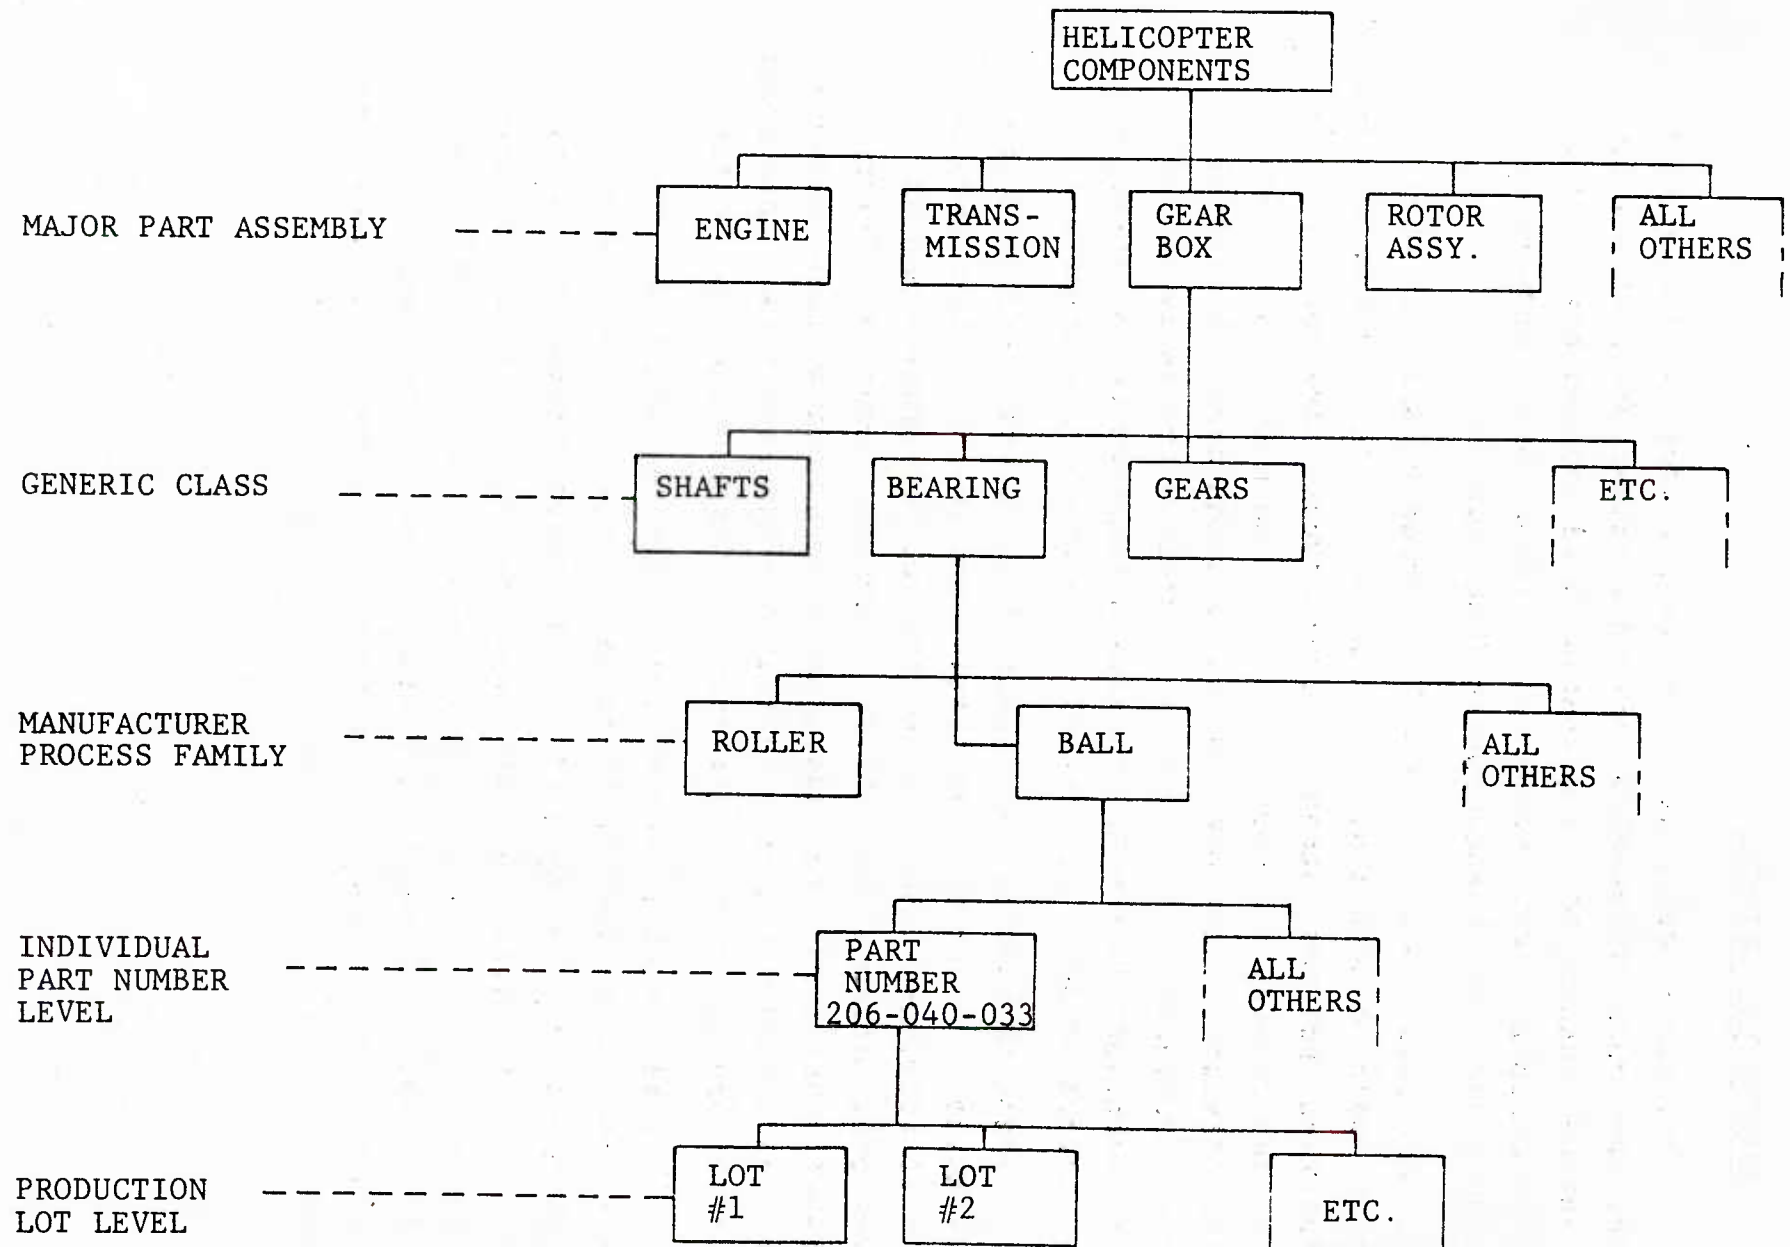 HELICOPTER
COMPONENTS
MAJOR PART ASSEMBLY
ENGINE
TRANS-
MISSION
GEAR
BOX
ROTOR
ASSY.
ALL
OTHERS
GENERIC CLASS
SHAFTS
BEARING
GEARS
ETC.
MANUFACTURER
PROCESS FAMILY
ROLLER
BALL
ALL
OTHERS
INDIVIDUAL
PART NUMBER
LEVEL
PART
NUMBER
206-040-033
ALL
OTHERS
PRODUCTION
LOT LEVEL
LOT
#1
LOT
#2
ETC.